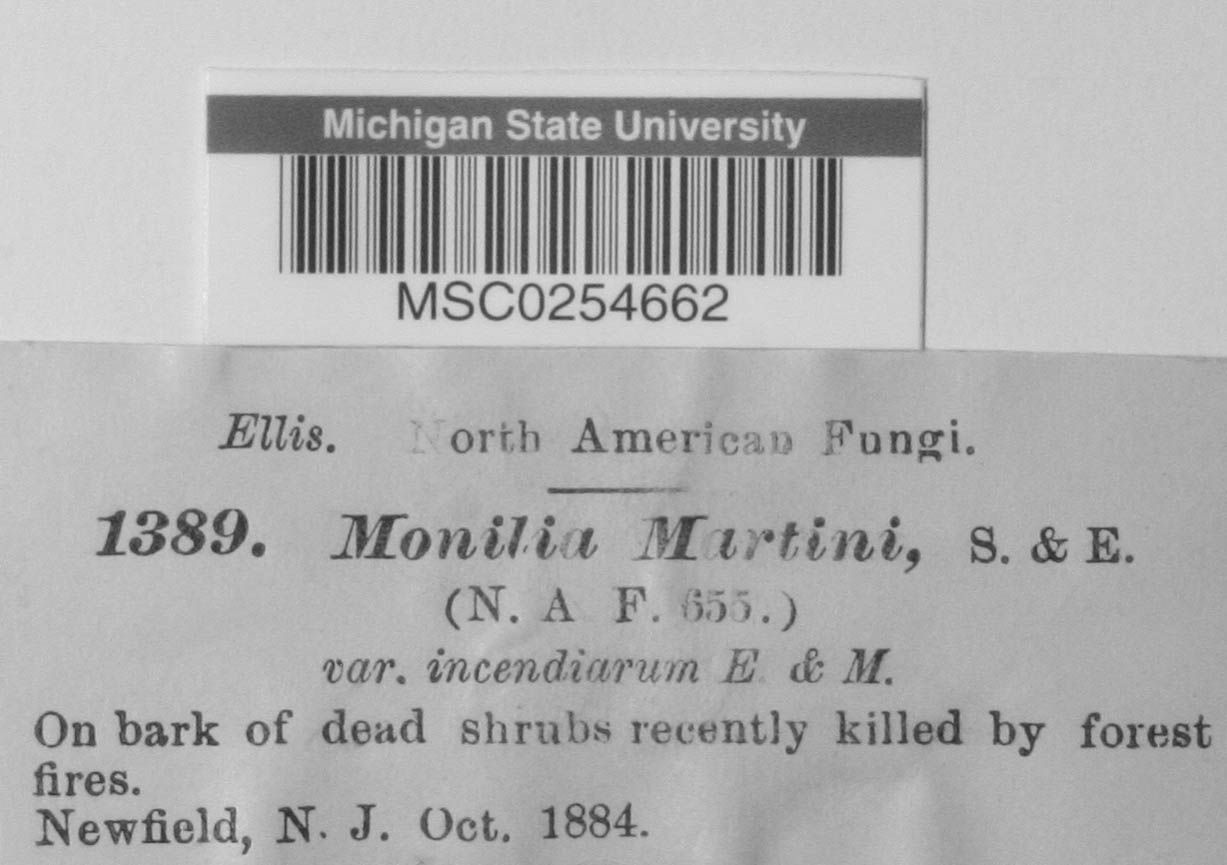 Michigan State University
MSC0254662
Ellis. North American Fungi.
1389. Monilia Martini, S. & E.
(N. A F. 655.)
var. incendiarum E & M.
On bark of dead shrubs recently killed by forest
fires.
Newfield, N. J. Oct. 1884.